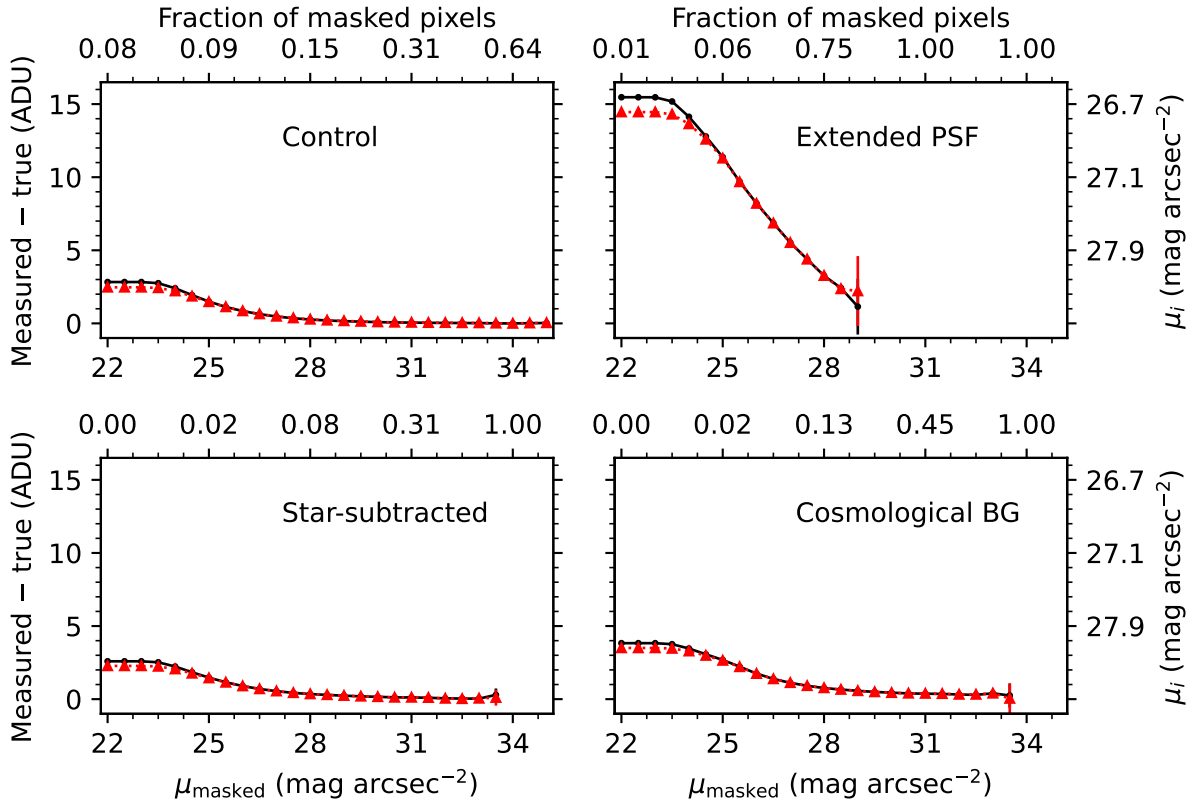 Fraction of masked pixels
0.08 0.09 0.15 0.31 0.64
Measured − true (ADU)
15
10
5
0
Control
22 25 28 31 34
Fraction of masked pixels
0.01 0.06 0.75 1.00 1.00
Extended PSF
26.7
27.1
27.9
μᵢ (mag arcsec⁻²)
22 25 28 31 34
0.00 0.02 0.08 0.31 1.00
Measured − true (ADU)
15
10
5
0
Star-subtracted
22 25 28 31 34
μmasked (mag arcsec⁻²)
0.00 0.02 0.13 0.45 1.00
Cosmological BG
26.7
27.1
27.9
μᵢ (mag arcsec⁻²)
22 25 28 31 34
μmasked (mag arcsec⁻²)